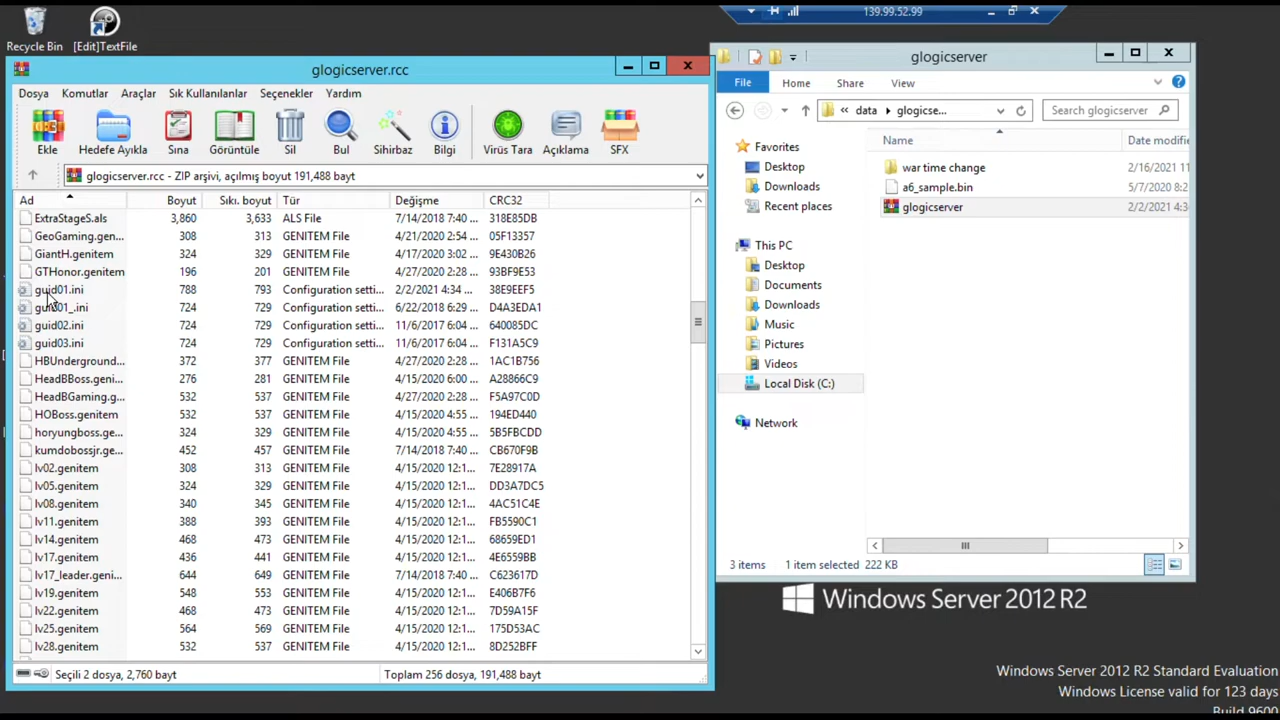 139.99.52.99
Recycle Bin
[Edit]TextFile
glogicserver.rcc
Dosya Komutlar Araçlar Sık Kullanılanlar Seçenekler Yardım
Ekle Hedefe Ayıkla Sına Görüntüle Sil Bul Sihirbaz Bilgi Virüs Tara Açıklama SFX
glogicserver.rcc - ZIP arşivi, açılmış boyut 191,488 bayt
Ad Boyut Sıkı. boyut Tür Değişme CRC32
ExtraStageS.als 3,860 3,633 ALS File 7/14/2018 7:40 ... 318E85DB
GeoGaming.gen... 308 313 GENITEM File 4/21/2020 2:54 ... 05F13357
GiantH.genitem 324 329 GENITEM File 4/17/2020 3:02 ... 9E430B26
GTHonor.genitem 196 201 GENITEM File 4/27/2020 2:28 ... 93BF9E53
guid01.ini 788 793 Configuration setti... 2/2/2021 4:34 ... 38E9EEF5
guid01_.ini 724 729 Configuration setti... 6/22/2018 6:29 ... D4A3EDA1
guid02.ini 724 729 Configuration setti... 11/6/2017 6:04 ... 640085DC
guid03.ini 724 729 Configuration setti... 11/6/2017 6:04 ... F131A5C9
HBUnderground... 372 377 GENITEM File 4/27/2020 2:28 ... 1AC1B756
HeadBBoss.geni... 276 281 GENITEM File 4/15/2020 6:00 ... A28866C9
HeadBGaming.g... 532 537 GENITEM File 4/27/2020 2:28 ... F5A97C0D
HOBoss.genitem 532 537 GENITEM File 4/15/2020 4:55 ... 194ED440
horyungboss.ge... 324 329 GENITEM File 4/15/2020 4:55 ... 5B5FBCDD
kumdobossjr.ge... 452 457 GENITEM File 7/14/2018 7:40 ... CB670F9B
lv02.genitem 308 313 GENITEM File 4/15/2020 12:1... 7E28917A
lv05.genitem 324 329 GENITEM File 4/15/2020 12:1... DD3A7DC5
lv08.genitem 340 345 GENITEM File 4/15/2020 12:1... 4AC51C4E
lv11.genitem 388 393 GENITEM File 4/15/2020 12:1... FB5590C1
lv14.genitem 468 473 GENITEM File 4/15/2020 12:1... 68659ED1
lv17.genitem 436 441 GENITEM File 4/15/2020 12:1... 4E6559BB
lv17_leader.geni... 644 649 GENITEM File 7/14/2018 7:40 ... C623617D
lv19.genitem 548 553 GENITEM File 4/15/2020 12:1... E406B7F6
lv22.genitem 468 473 GENITEM File 4/15/2020 12:1... 7D59A15F
lv25.genitem 564 569 GENITEM File 4/15/2020 12:1... 175D53AC
lv28.genitem 532 537 GENITEM File 4/15/2020 12:1... 8D252BFF
Seçili 2 dosya, 2,760 bayt Toplam 256 dosya, 191,488 bayt
glogicserver
File Home Share View
« data ▸ glogicse... Search glogicserver
Favorites
Desktop
Downloads
Recent places
This PC
Desktop
Documents
Downloads
Music
Pictures
Videos
Local Disk (C:)
Network
Name Date modifie
war time change 2/16/2021 11
a6_sample.bin 5/7/2020 8:2
glogicserver 2/2/2021 4:3
3 items 1 item selected 222 KB
Windows Server 2012 R2
Windows Server 2012 R2 Standard Evaluation
Windows License valid for 123 days
Build 9600